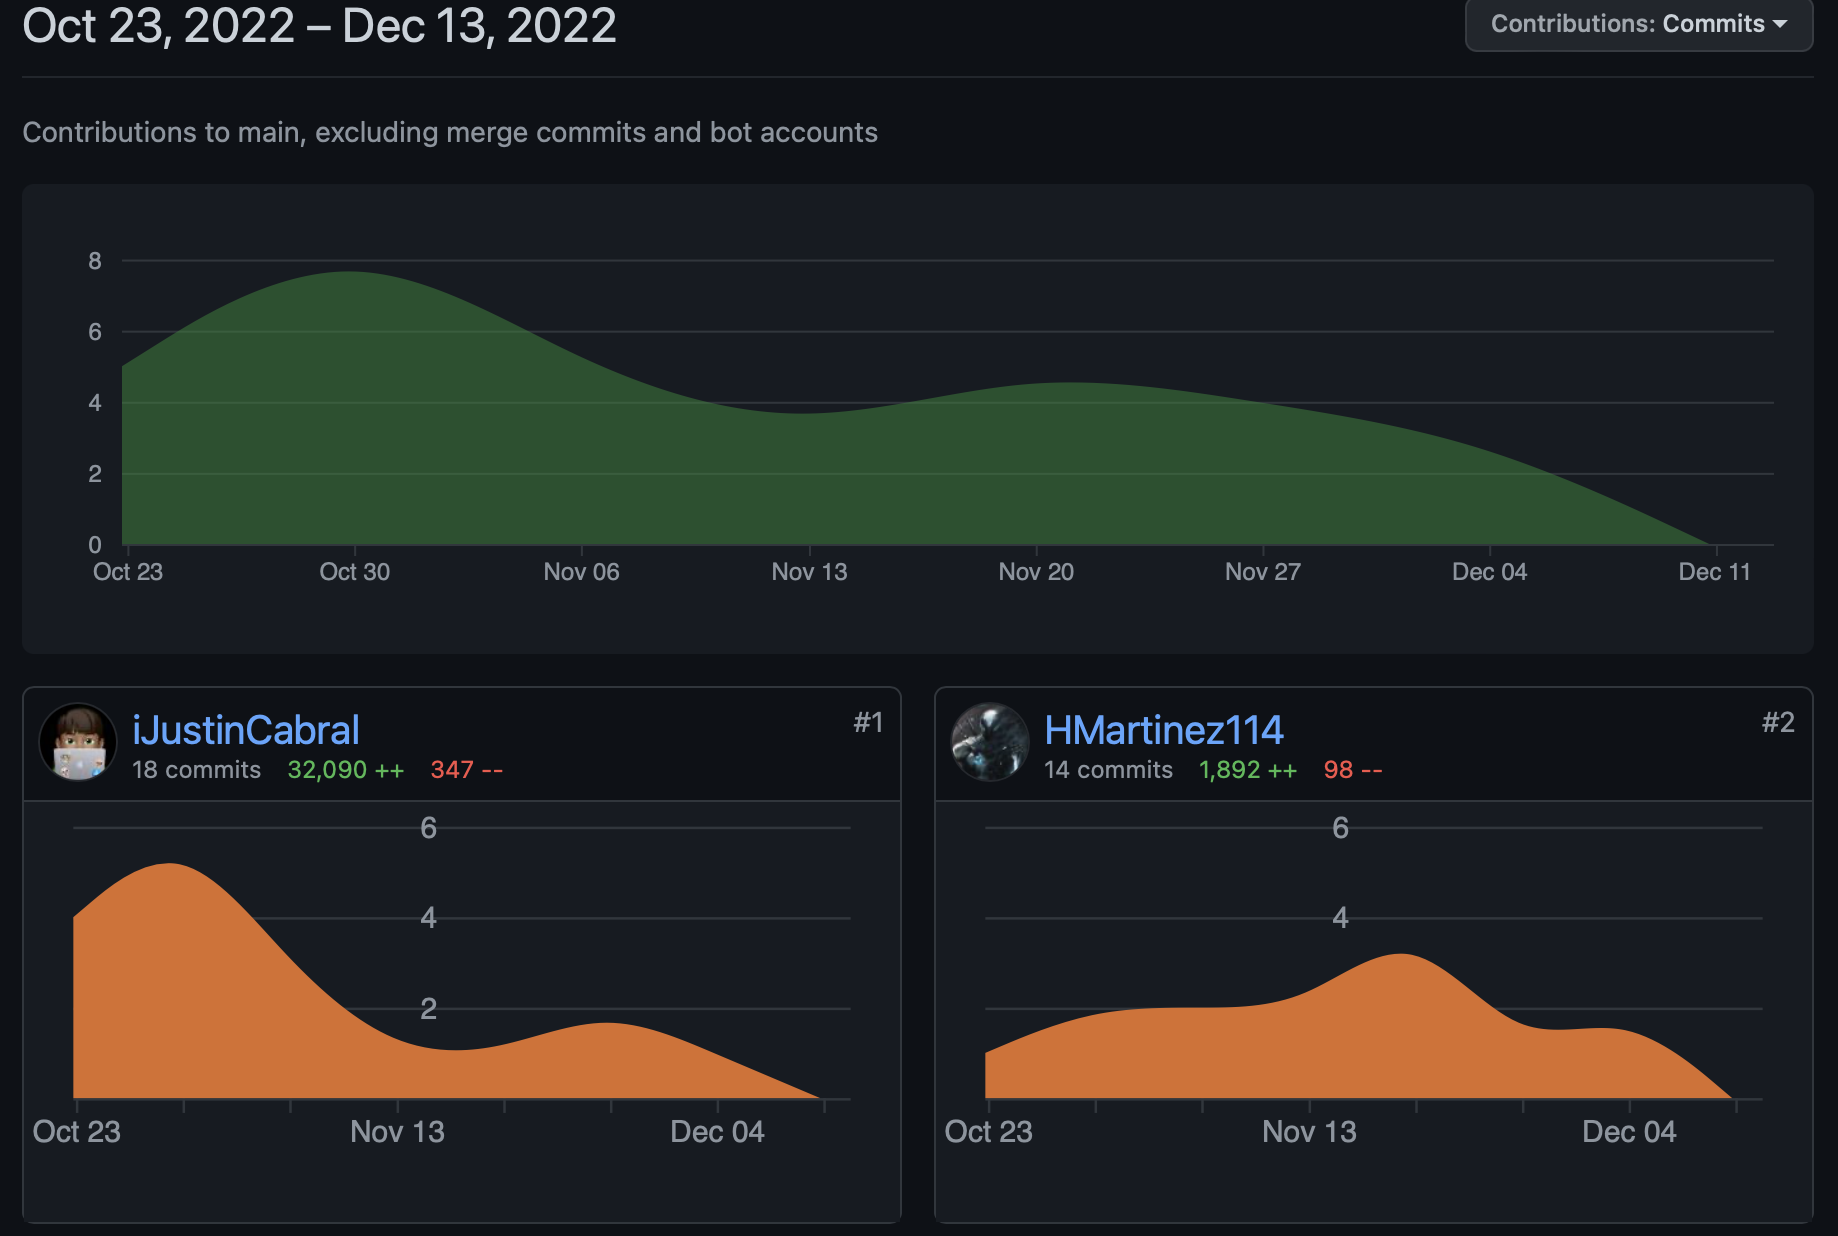 Oct 23, 2022 – Dec 13, 2022
Contributions: Commits
Contributions to main, excluding merge commits and bot accounts
8
6
4
2
0
Oct 23 Oct 30 Nov 06 Nov 13 Nov 20 Nov 27 Dec 04 Dec 11
iJustinCabral #1
18 commits 32,090 ++ 347 --
6
4
2
Oct 23 Nov 13 Dec 04
HMartinez114 #2
14 commits 1,892 ++ 98 --
6
4
Oct 23 Nov 13 Dec 04